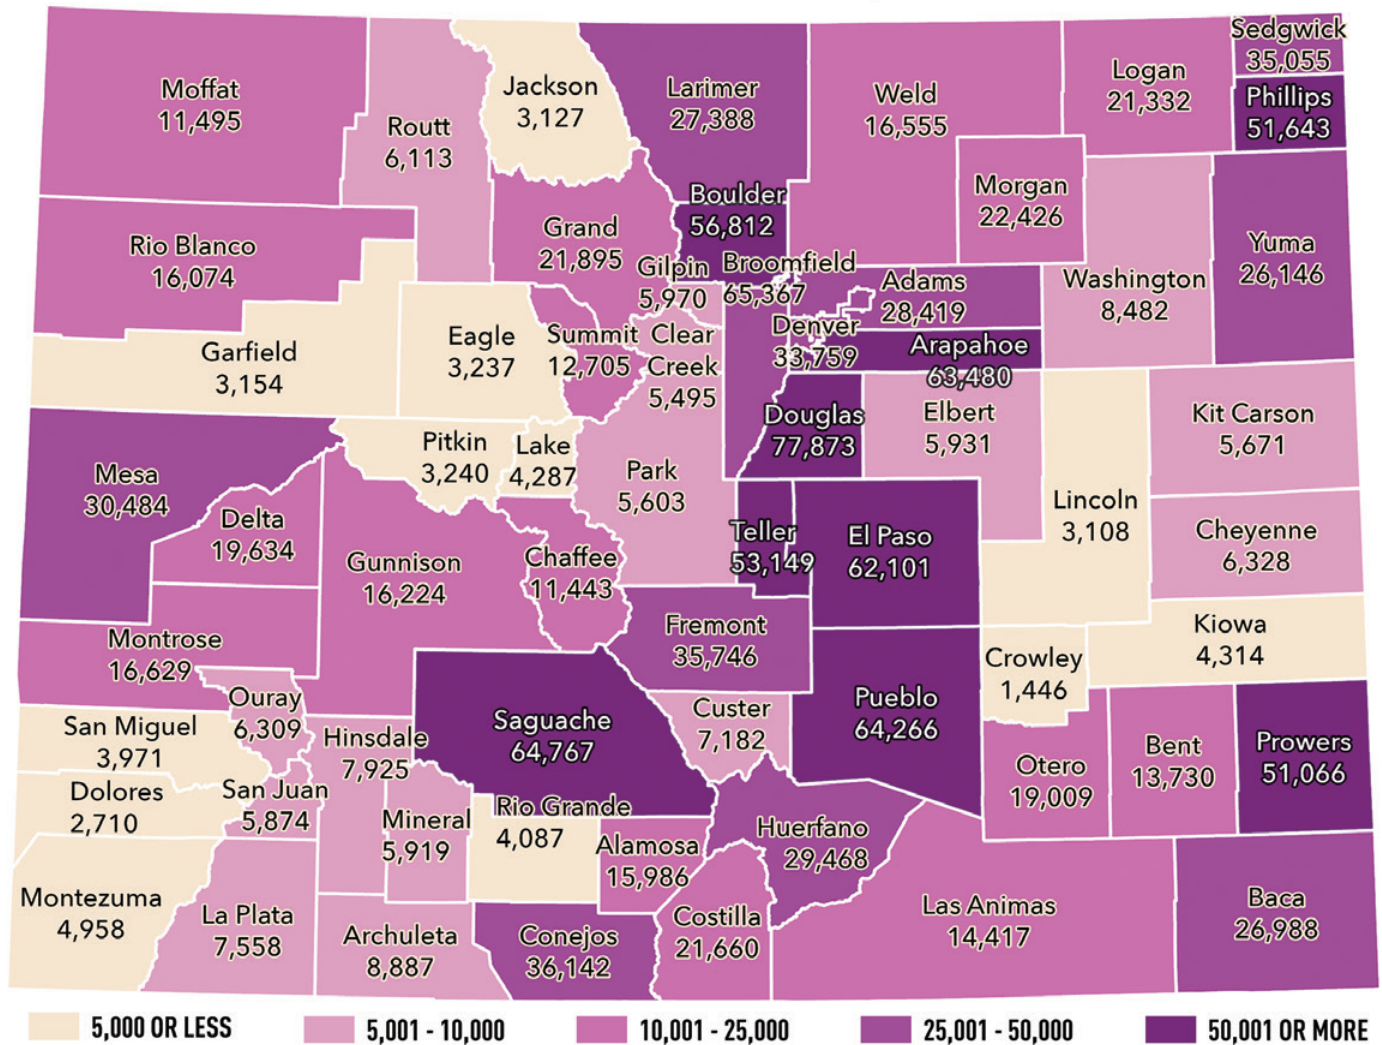 Sedgwick
35,055
Moffat
11,495
Jackson
3,127
Larimer
27,388
Weld
16,555
Logan
21,332
Phillips
51,643
Routt
6,113
Boulder
56,812
Morgan
22,426
Rio Blanco
16,074
Grand
21,895
Gilpin
5,970
Broomfield
65,367
Adams
28,419
Washington
8,482
Yuma
26,146
Garfield
3,154
Eagle
3,237
Summit
12,705
Clear
Creek
5,495
Denver
33,759
Arapahoe
63,480
Douglas
77,873
Elbert
5,931
Kit Carson
5,671
Mesa
30,484
Pitkin
3,240
Lake
4,287
Park
5,603
Lincoln
3,108
Delta
19,634
Gunnison
16,224
Chaffee
11,443
Teller
53,149
El Paso
62,101
Cheyenne
6,328
Montrose
16,629
Fremont
35,746
Kiowa
4,314
Crowley
1,446
Ouray
6,309
San Miguel
3,971
Hinsdale
7,925
Saguache
64,767
Custer
7,182
Pueblo
64,266
Otero
19,009
Bent
13,730
Prowers
51,066
Dolores
2,710
San Juan
5,874
Mineral
5,919
Rio Grande
4,087
Alamosa
15,986
Huerfano
29,468
Montezuma
4,958
La Plata
7,558
Archuleta
8,887
Conejos
36,142
Costilla
21,660
Las Animas
14,417
Baca
26,988
5,000 OR LESS
5,001 - 10,000
10,001 - 25,000
25,001 - 50,000
50,001 OR MORE